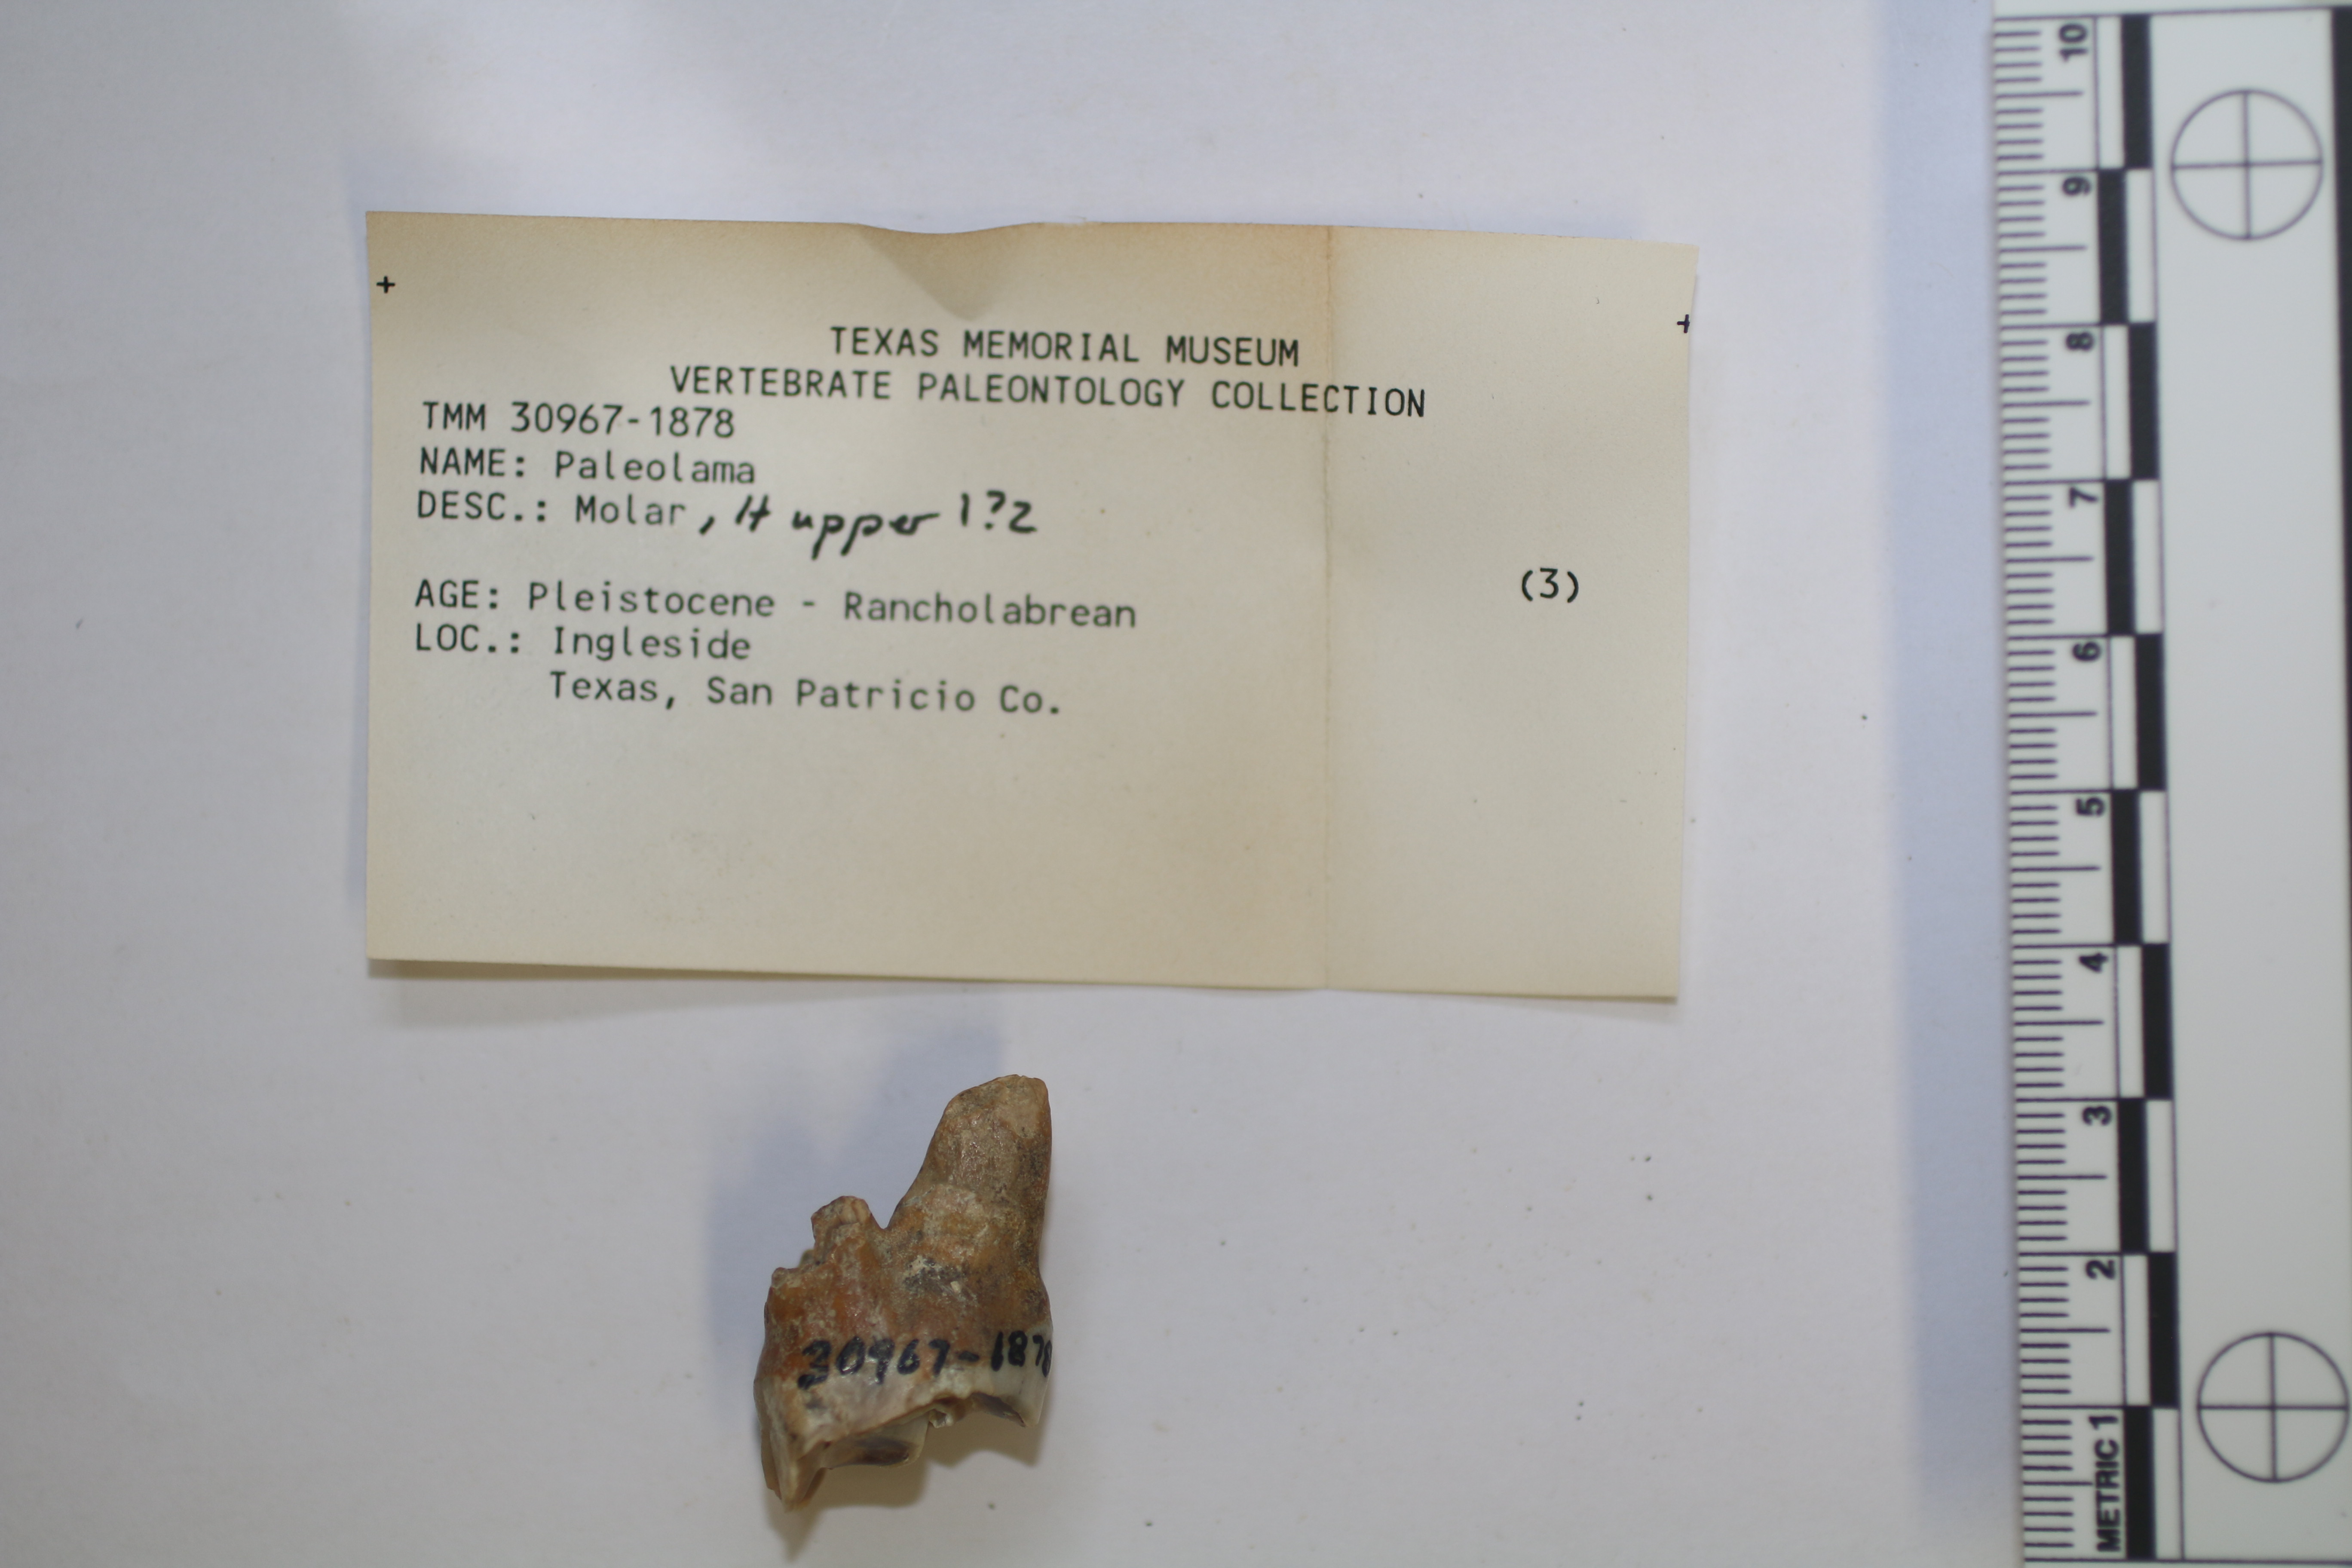 TEXAS MEMORIAL MUSEUM
VERTEBRATE PALEONTOLOGY COLLECTION
TMM 30967-1878
NAME: Paleolama
DESC.: Molar, lt upper 1?2
(3)
AGE: Pleistocene - Rancholabrean
LOC.: Ingleside
Texas, San Patricio Co.
30967-1878
10
9
8
7
6
5
4
3
2
METRIC 1